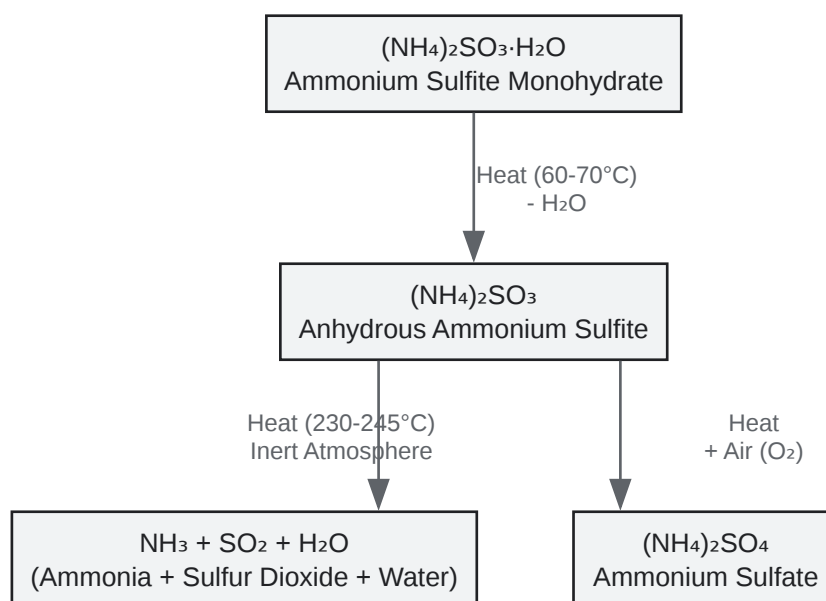 (NH₄)₂SO₃·H₂O
Ammonium Sulfite Monohydrate
Heat (60-70°C)
- H₂O
(NH₄)₂SO₃
Anhydrous Ammonium Sulfite
Heat (230-245°C)
Inert Atmosphere
Heat
+ Air (O₂)
NH₃ + SO₂ + H₂O
(Ammonia + Sulfur Dioxide + Water)
(NH₄)₂SO₄
Ammonium Sulfate